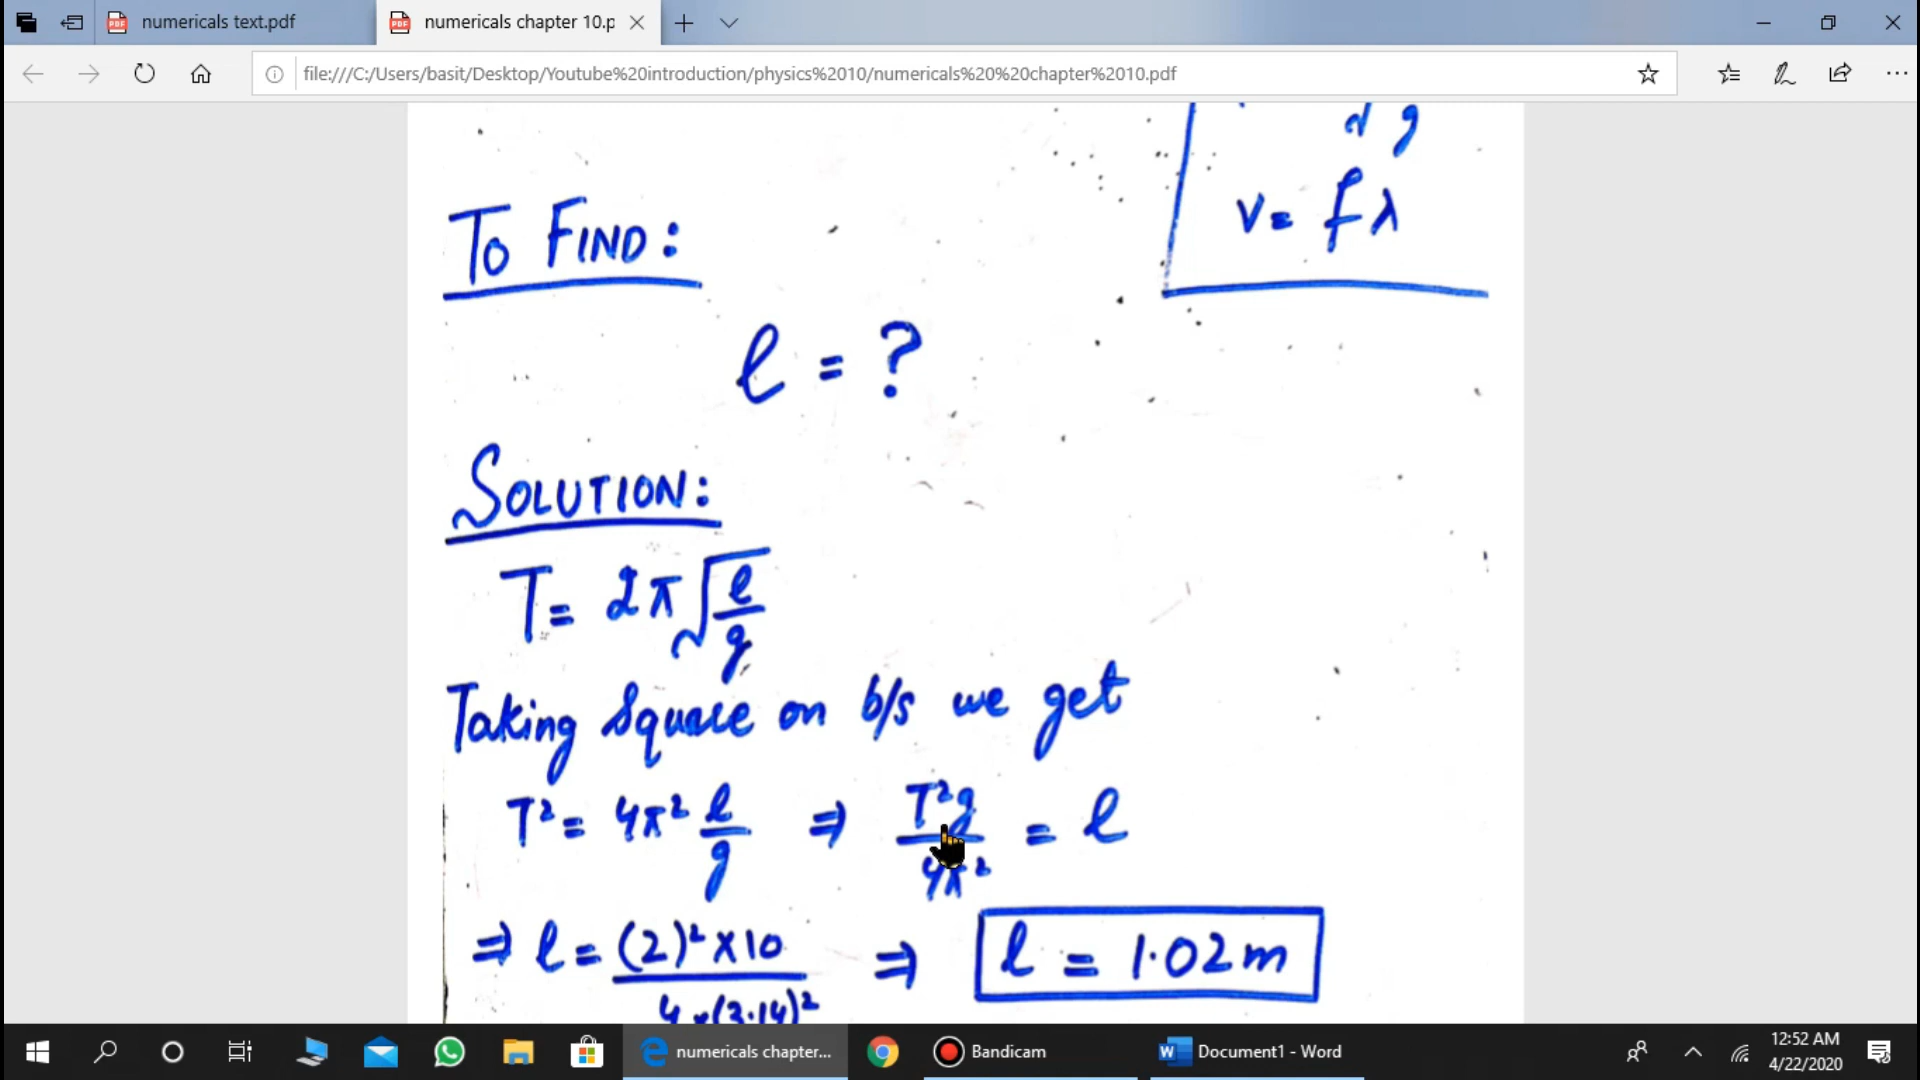 numericals text.pdf
numericals chapter 10.p
file:///C:/Users/basit/Desktop/Youtube%20introduction/physics%2010/numericals%20%20chapter%2010.pdf
g
v = fλ
TO FIND:
l = ?
SOLUTION:
T = 2π√(l/g)
Taking Square on b/s we get
T² = 4π² l/g ⇒ T²g/4π² = l
⇒ l = (2)² × 10 / 4 × (3.14)² ⇒ l = 1.02 m
numericals chapter...
Bandicam
Document1 - Word
12:52 AM
4/22/2020